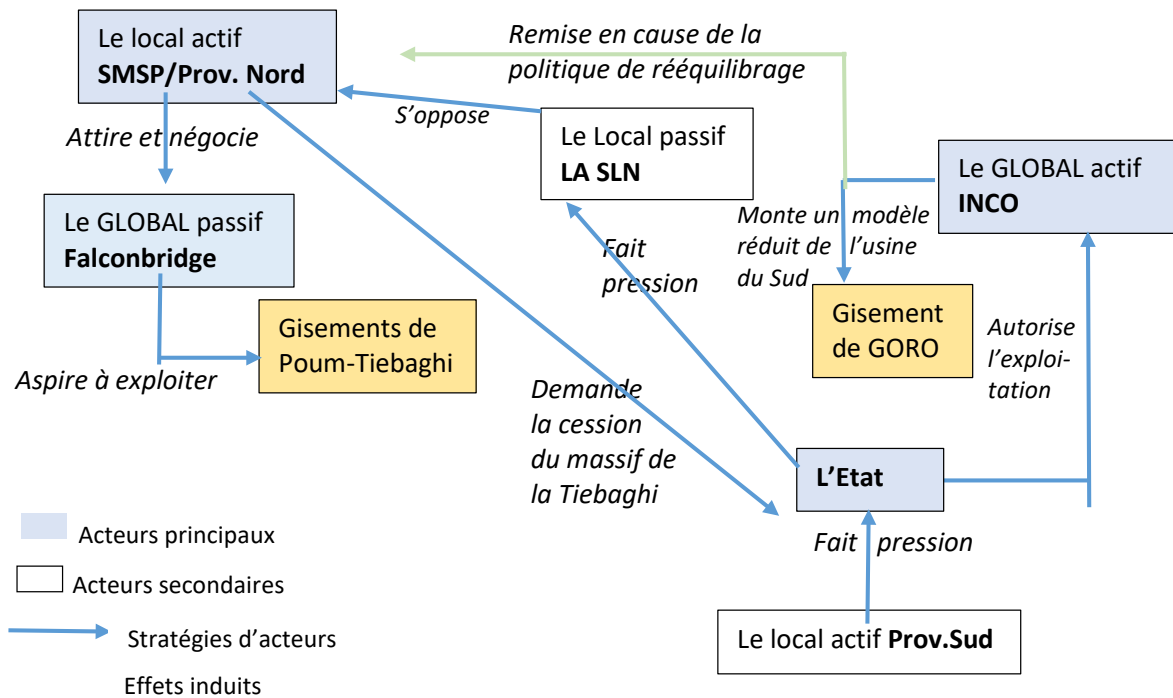 Le local actif
SMSP/Prov. Nord
Remise en cause de la
politique de rééquilibrage
S’oppose
Attire et négocie
Le Local passif
LA SLN
Le GLOBAL actif
INCO
Le GLOBAL passif
Falconbridge
Monte un modèle
réduit de l’usine
du Sud
Fait
pression
Gisements de
Poum-Tiebaghi
Gisement
de GORO
Autorise
l’exploi-
tation
Aspire à exploiter
Demande
la cession
du massif de
la Tiebaghi
L’Etat
Fait pression
Le local actif Prov.Sud
Acteurs principaux
Acteurs secondaires
Stratégies d’acteurs
Effets induits